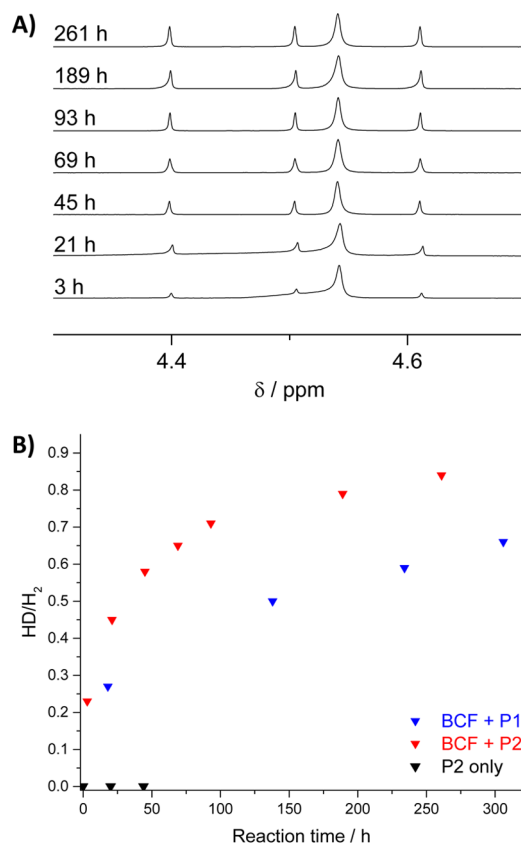 A)
261 h
189 h
93 h
69 h
45 h
21 h
3 h
4.4
4.6
δ / ppm
B)
0.9
0.8
0.7
0.6
0.5
0.4
0.3
0.2
0.1
0.0
HD/H₂
BCF + P1
BCF + P2
P2 only
0
50
100
150
200
250
300
Reaction time / h